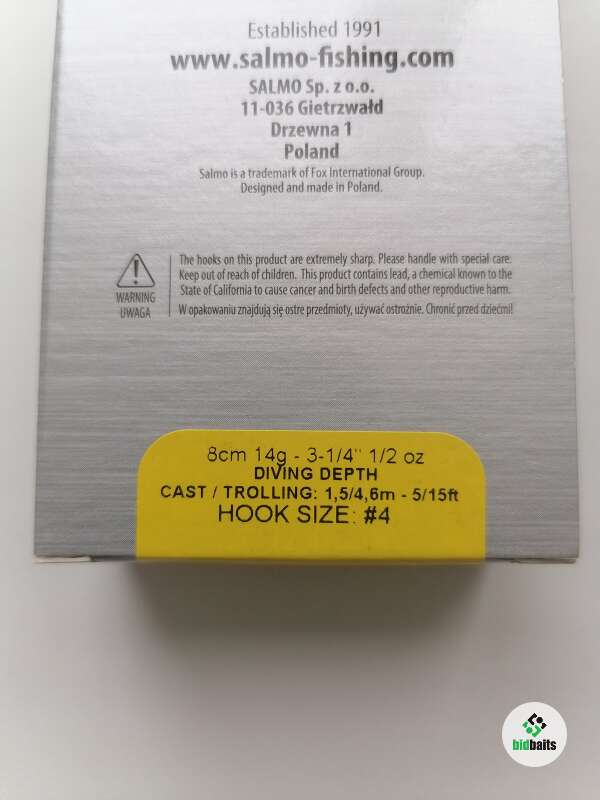 Established 1991
www.salmo-fishing.com
SALMO Sp. z o.o.
11-036 Gietrzwałd
Drzewna 1
Poland
Salmo is a trademark of Fox International Group.
Designed and made in Poland.
WARNING
UWAGA
The hooks on this product are extremely sharp. Please handle with special care.
Keep out of reach of children. This product contains lead, a chemical known to the
State of California to cause cancer and birth defects and other reproductive harm.
W opakowaniu znajdują się ostre przedmioty, używać ostrożnie. Chronić przed dziećmi!
8cm 14g - 3-1/4" 1/2 oz
DIVING DEPTH
CAST / TROLLING: 1,5/4,6m - 5/15ft
HOOK SIZE: #4
bidbaits